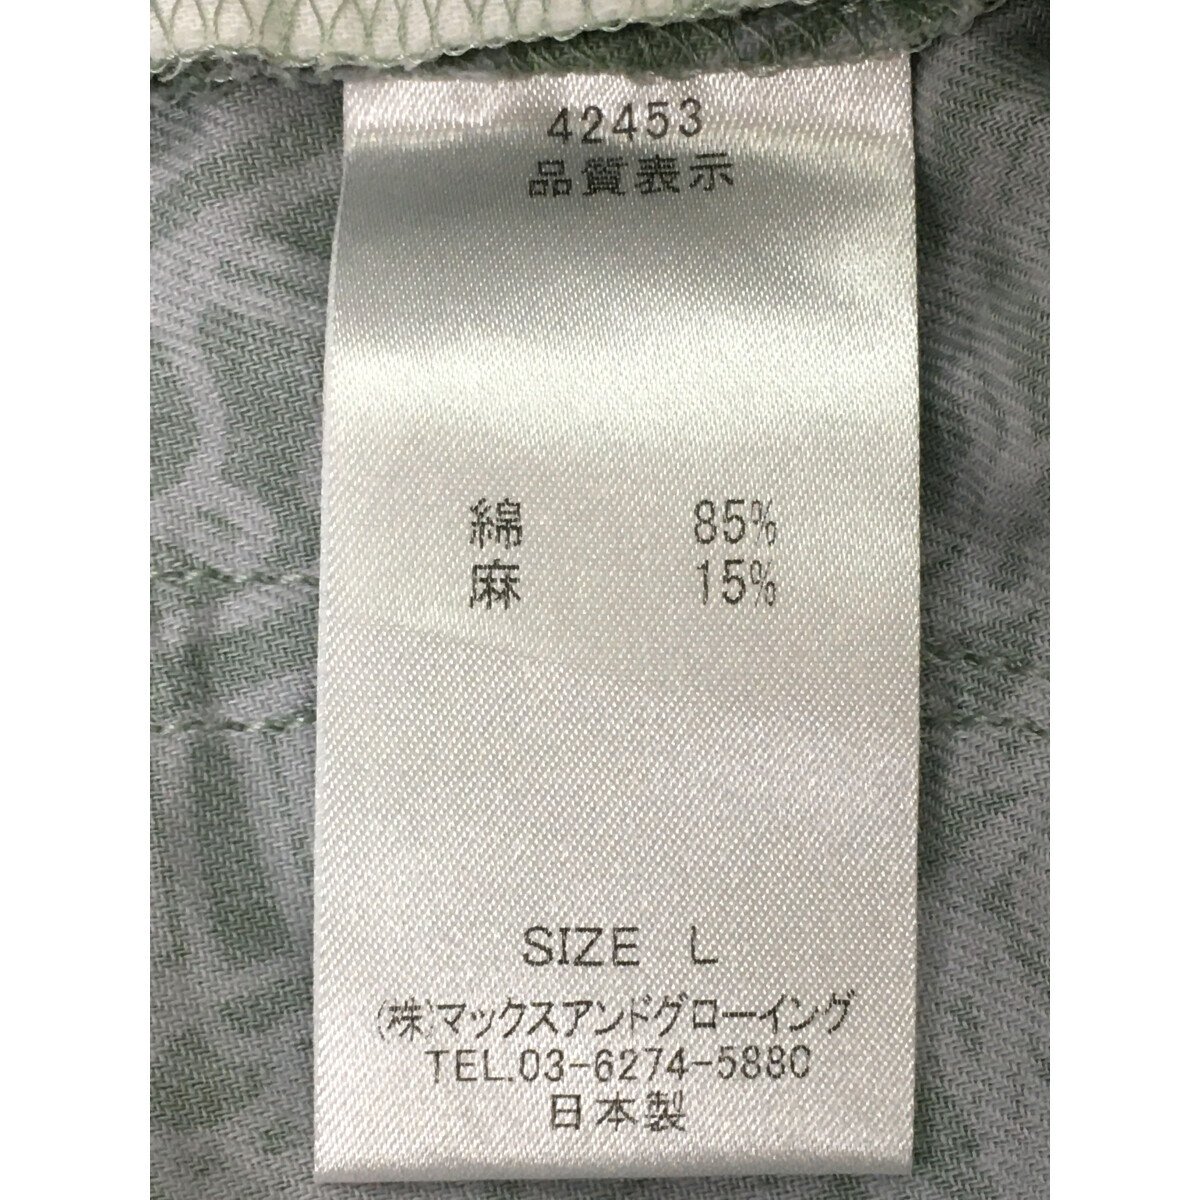 42453
品質表示
綿 85%
麻 15%
SIZE L
(株)マックスアンドグローイング
TEL.03-6274-5880
日本製